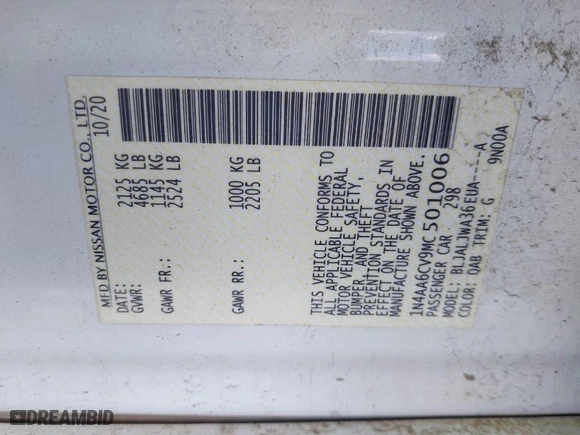 MFD BY NISSAN MOTOR CO., LTD.
DATE: 10/20
GVWR: 2125 KG
4685 LB
GAWR FR.: 1145 KG
2524 LB
GAWR RR.: 1000 KG
2205 LB
THIS VEHICLE CONFORMS TO
ALL APPLICABLE FEDERAL
MOTOR VEHICLE SAFETY,
BUMPER, AND THEFT
PREVENTION STANDARDS IN
EFFECT ON THE DATE OF
MANUFACTURE SHOWN ABOVE.
1N4AA6CV9MC501006
PASSENGER CAR 298
MODEL: BLJALJWA36EUA----A
COLOR: QAB TRIM: G 9N00A
DREAMBID